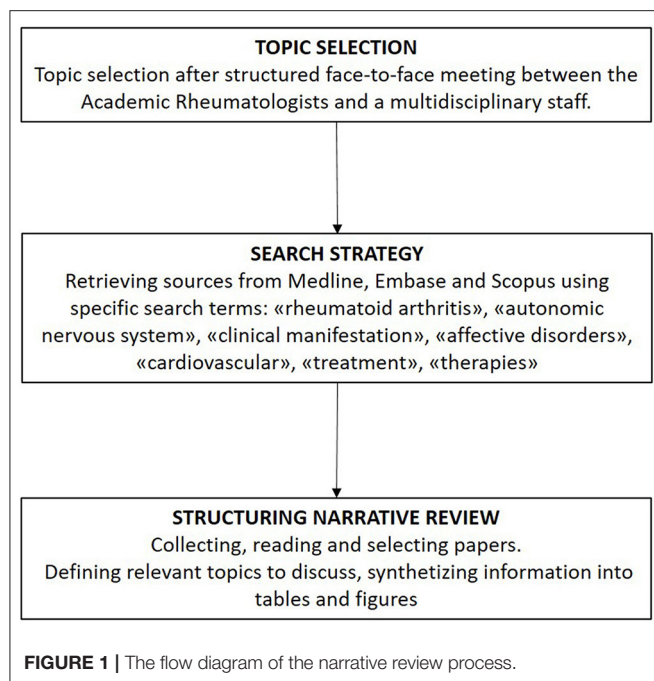 TOPIC SELECTION
Topic selection after structured face-to-face meeting between the
Academic Rheumatologists and a multidisciplinary staff.
SEARCH STRATEGY
Retrieving sources from Medline, Embase and Scopus using
specific search terms: «rheumatoid arthritis», «autonomic
nervous system», «clinical manifestation», «affective disorders»,
«cardiovascular», «treatment», «therapies»
STRUCTURING NARRATIVE REVIEW
Collecting, reading and selecting papers.
Defining relevant topics to discuss, synthetizing information into
tables and figures
FIGURE 1 | The flow diagram of the narrative review process.